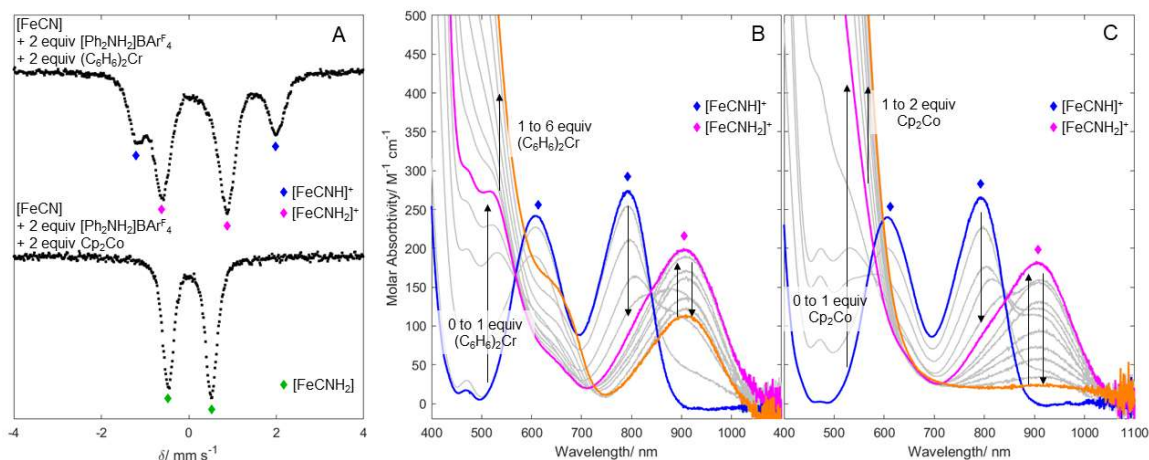 [FeCN]
+ 2 equiv [Ph₂NH₂]BArᶠ₄
+ 2 equiv (C₆H₆)₂Cr
A
[FeCNH]⁺
[FeCNH₂]⁺
[FeCN]
+ 2 equiv [Ph₂NH₂]BArᶠ₄
+ 2 equiv Cp₂Co
[FeCNH₂]
-4
-2
0
2
4
δ/ mm s⁻¹
B
500
450
400
350
300
250
200
150
100
50
0
Molar Absorbtivity/ M⁻¹ cm⁻¹
[FeCNH]⁺
[FeCNH₂]⁺
1 to 6 equiv
(C₆H₆)₂Cr
0 to 1 equiv
(C₆H₆)₂Cr
400 500 600 700 800 900 1000
Wavelength/ nm
C
[FeCNH]⁺
[FeCNH₂]⁺
1 to 2 equiv
Cp₂Co
0 to 1 equiv
Cp₂Co
400 500 600 700 800 900 1000 1100
Wavelength/ nm